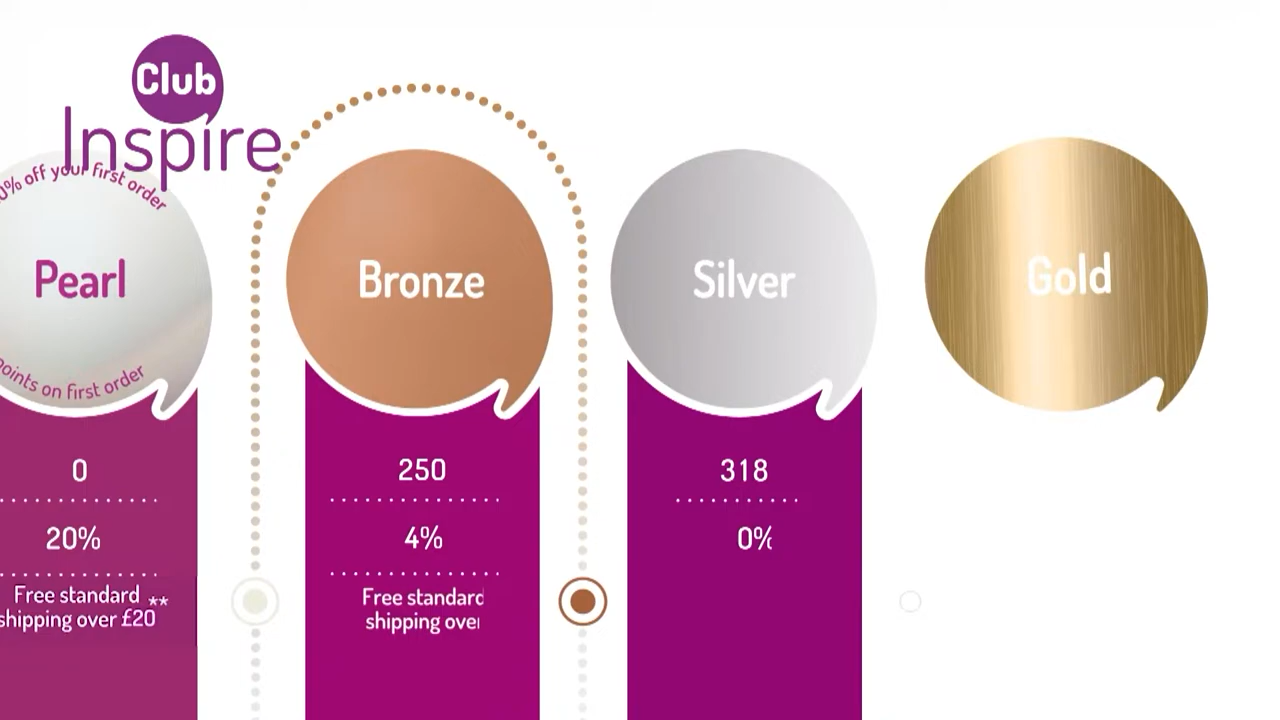 Club
Inspire
0% off your first order
Pearl
points on first order
0
20%
Free standard **
shipping over £20
Bronze
250
4%
Free standard
shipping over
Silver
318
0%
Gold